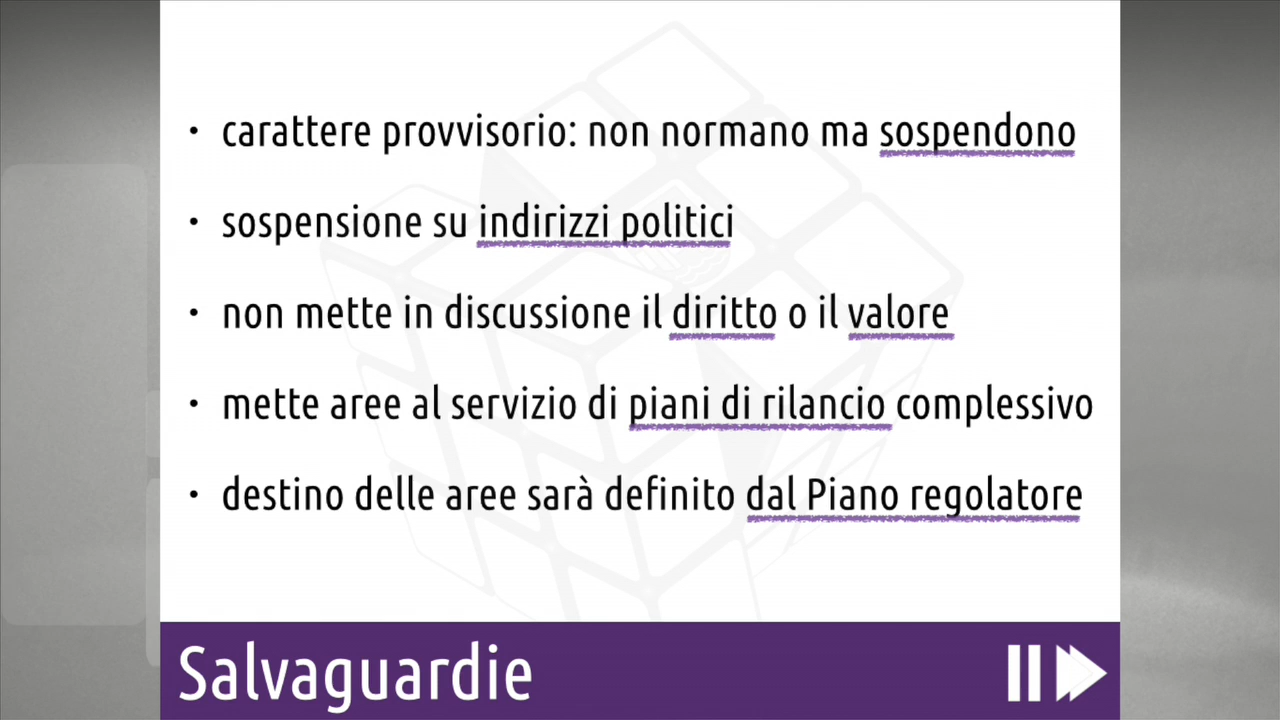 • carattere provvisorio: non normano ma sospendono
• sospensione su indirizzi politici
• non mette in discussione il diritto o il valore
• mette aree al servizio di piani di rilancio complessivo
• destino delle aree sarà definito dal Piano regolatore
Salvaguardie